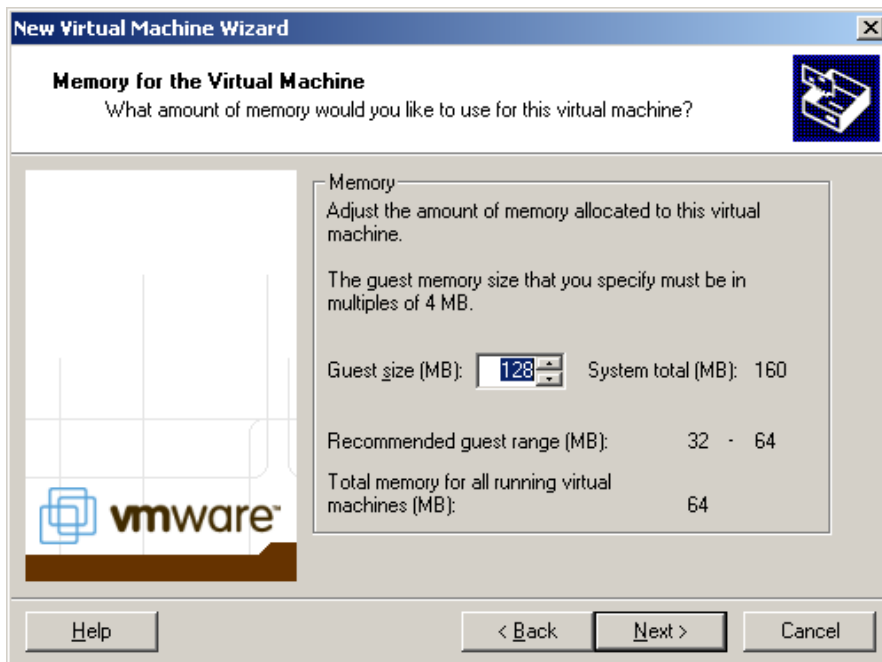 New Virtual Machine Wizard
Memory for the Virtual Machine
What amount of memory would you like to use for this virtual machine?
Memory
Adjust the amount of memory allocated to this virtual
machine.
The guest memory size that you specify must be in
multiples of 4 MB.
Guest size (MB): 128 System total (MB): 160
Recommended guest range (MB): 32 - 64
Total memory for all running virtual
machines (MB): 64
vmware™
Help < Back Next > Cancel